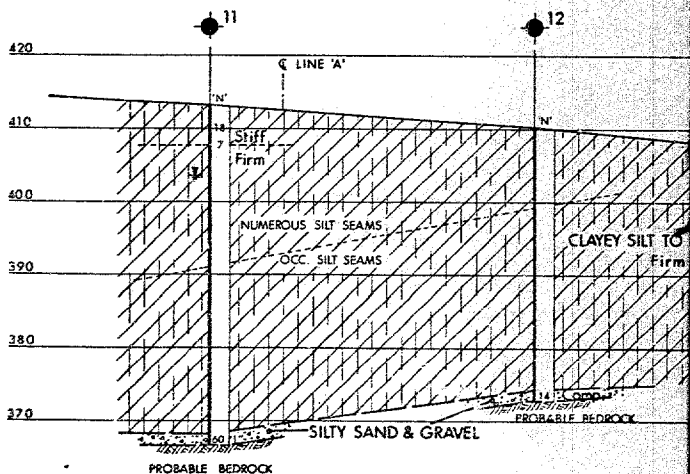 11
12
420
℄ LINE 'A'
'N'
410
18
Stiff
7
Firm
'N'
400
NUMEROUS SILT SEAMS
CLAYEY SILT TO
OCC. SILT SEAMS
Firm
390
380
14
Comp.
370
60
SILTY SAND & GRAVEL
PROBABLE BEDROCK
PROBABLE BEDROCK